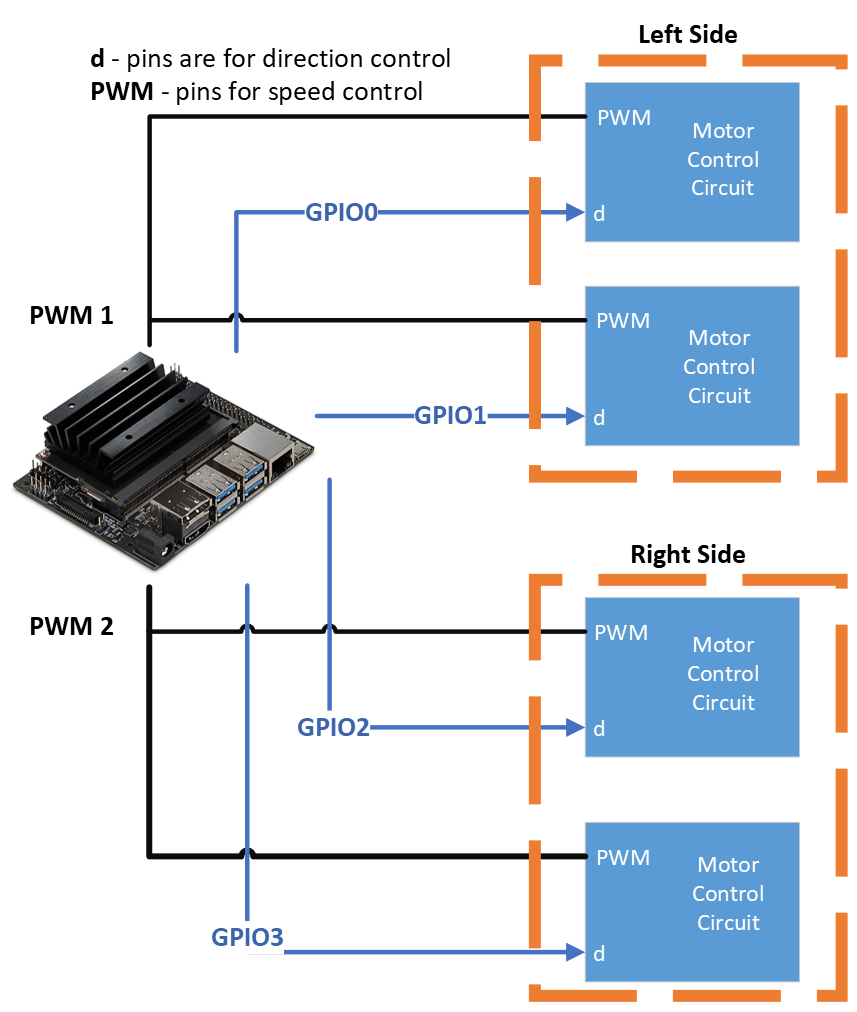 Left Side
d - pins are for direction control
PWM - pins for speed control
PWM
Motor
Control
Circuit
GPIO0
d
PWM 1
PWM
Motor
Control
Circuit
GPIO1
d
Right Side
PWM 2
PWM
Motor
Control
Circuit
GPIO2
d
PWM
Motor
Control
Circuit
GPIO3
d